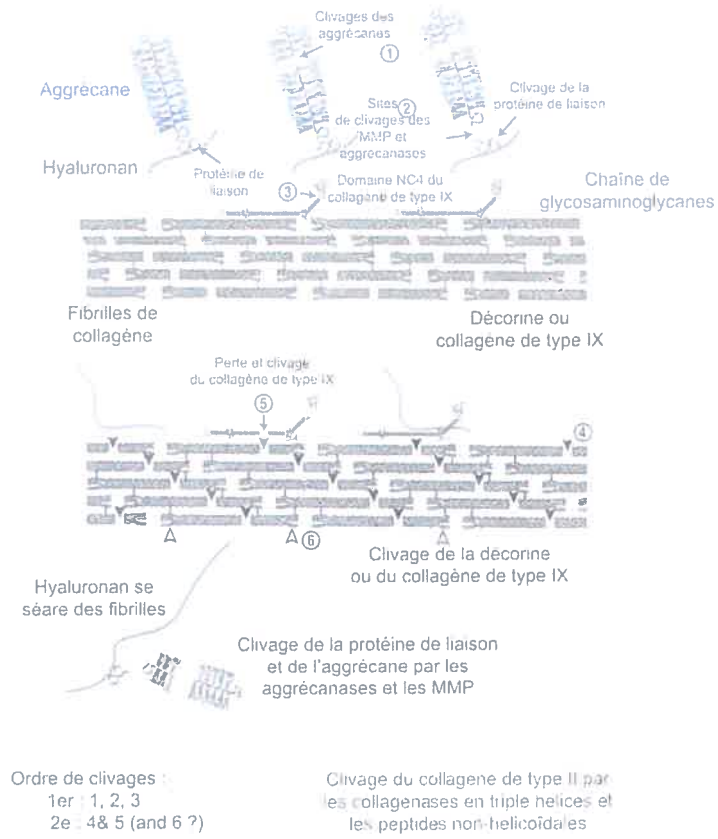 Clivages des
aggrécanes
①
Aggrécane
Clivage de la
protéine de liaison
Sites ②
de clivages des
MMP et
aggrécanases
Hyaluronan
Protéine de
liaison
③
Domaine NC4 du
collagène de type IX
Chaîne de
glycosaminoglycanes
Fibrilles de
collagène
Décorine ou
collagène de type IX
Perte et clivage
du collagène de type IX
⑤
④
⑥
Clivage de la décorine
ou du collagène de type IX
Hyaluronan se
séare des fibrilles
Clivage de la protéine de liaison
et de l'aggrécane par les
aggrécanases et les MMP
Ordre de clivages :
1er : 1, 2, 3
2e : 4& 5 (and 6 ?)
Clivage du collagene de type II par
les collagenases en triple helices et
les peptides non-helicoïdales